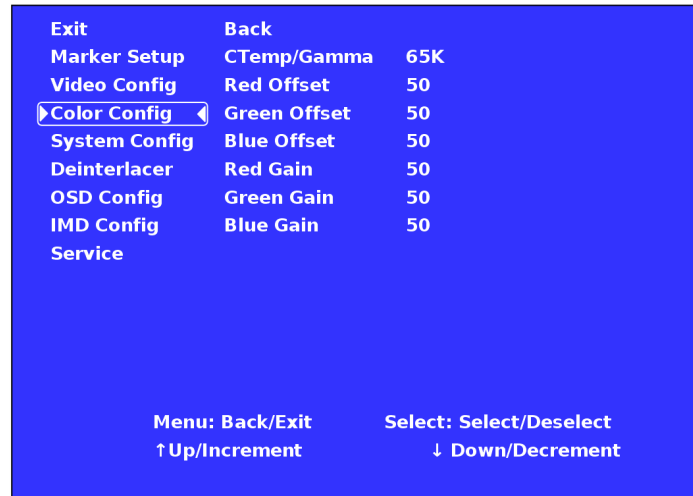 Exit Back
Marker Setup CTemp/Gamma 65K
Video Config Red Offset 50
Color Config Green Offset 50
System Config Blue Offset 50
Deinterlacer Red Gain 50
OSD Config Green Gain 50
IMD Config Blue Gain 50
Service
Menu: Back/Exit Select: Select/Deselect
↑Up/Increment ↓ Down/Decrement